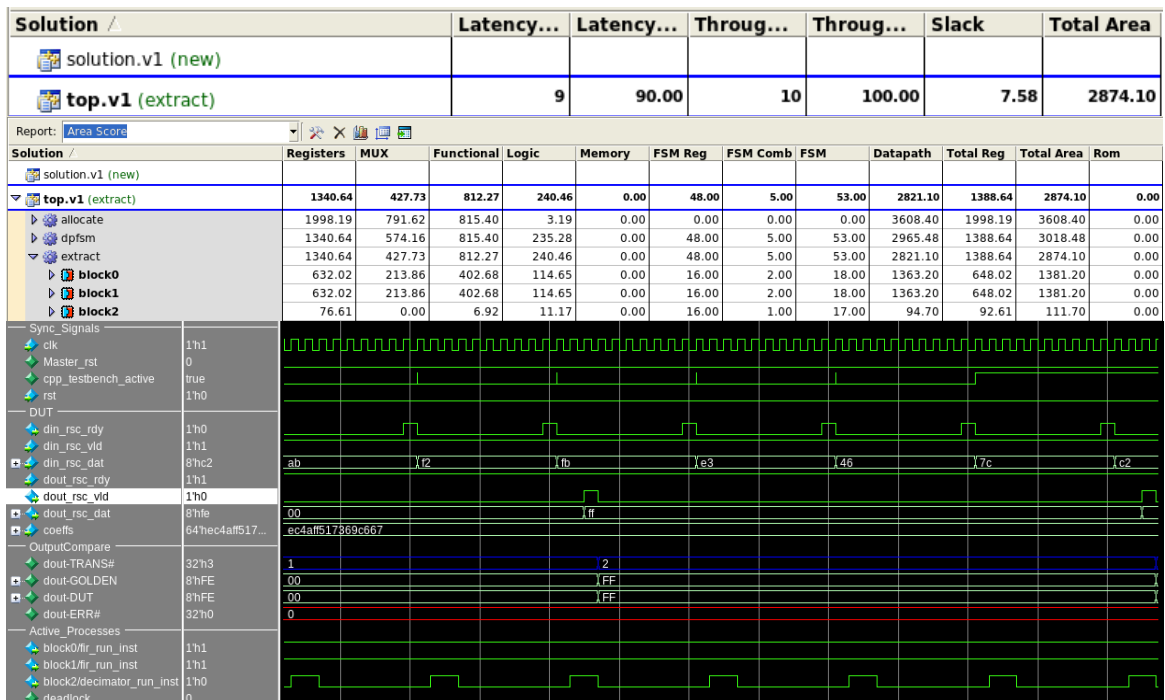 Solution Latency... Latency... Throug... Throug... Slack Total Area
solution.v1 (new)
top.v1 (extract) 9 90.00 10 100.00 7.58 2874.10
Report: Area Score
Solution Registers MUX Functional Logic Memory FSM Reg FSM Comb FSM Datapath Total Reg Total Area Rom
solution.v1 (new)
top.v1 (extract) 1340.64 427.73 812.27 240.46 0.00 48.00 5.00 53.00 2821.10 1388.64 2874.10 0.00
allocate 1998.19 791.62 815.40 3.19 0.00 0.00 0.00 0.00 3608.40 1998.19 3608.40 0.00
dpfsm 1340.64 574.16 815.40 235.28 0.00 48.00 5.00 53.00 2965.48 1388.64 3018.48 0.00
extract 1340.64 427.73 812.27 240.46 0.00 48.00 5.00 53.00 2821.10 1388.64 2874.10 0.00
block0 632.02 213.86 402.68 114.65 0.00 16.00 2.00 18.00 1363.20 648.02 1381.20 0.00
block1 632.02 213.86 402.68 114.65 0.00 16.00 2.00 18.00 1363.20 648.02 1381.20 0.00
block2 76.61 0.00 6.92 11.17 0.00 16.00 1.00 17.00 94.70 92.61 111.70 0.00
Sync_Signals
clk 1'h1
Master_rst 0
cpp_testbench_active true
rst 1'h0
DUT
din_rsc_rdy 1'h0
din_rsc_vld 1'h1
din_rsc_dat 8'hc2 ab f2 fb e3 46 7c c2
dout_rsc_rdy 1'h1
dout_rsc_vld 1'h0
dout_rsc_dat 8'hfe 00 ff
coeffs 64'hec4aff517... ec4aff517369c667
OutputCompare
dout-TRANS# 32'h3 1 2
dout-GOLDEN 8'hFE 00 FF
dout-DUT 8'hFE 00 FF
dout-ERR# 32'h0 0
Active_Processes
block0/fir_run_inst 1'h1
block1/fir_run_inst 1'h1
block2/decimator_run_inst 1'h0
deadlock 0